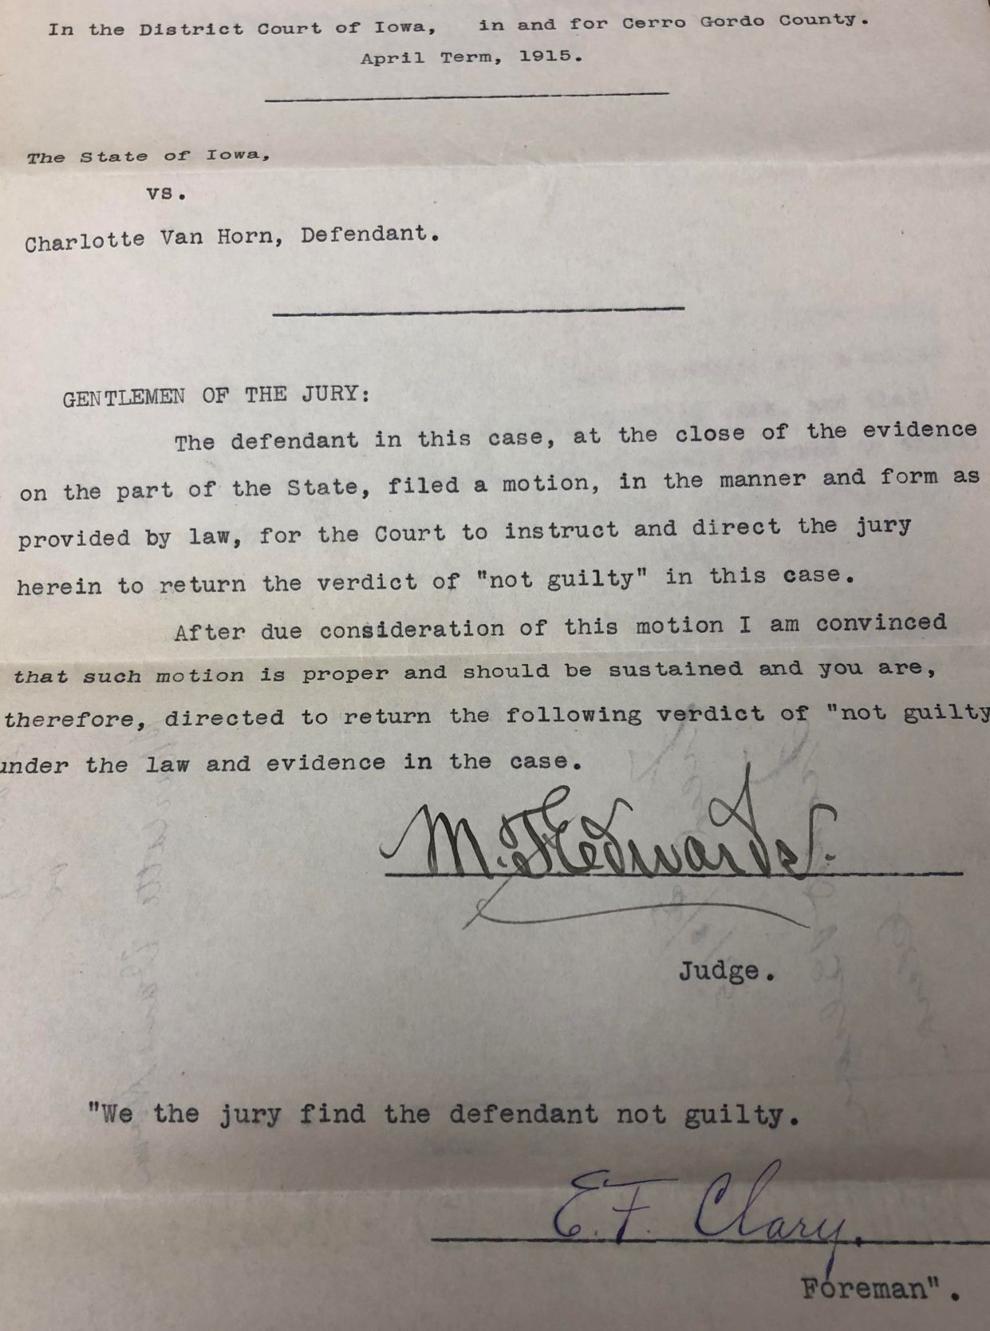 In the District Court of Iowa, in and for Cerro Gordo County.
April Term, 1915.
The State of Iowa,
vs.
Charlotte Van Horn, Defendant.
GENTLEMEN OF THE JURY:
The defendant in this case, at the close of the evidence
on the part of the State, filed a motion, in the manner and form as
provided by law, for the Court to instruct and direct the jury
herein to return the verdict of "not guilty" in this case.
After due consideration of this motion I am convinced
that such motion is proper and should be sustained and you are,
therefore, directed to return the following verdict of "not guilty
under the law and evidence in the case.
Edwards.
Judge.
"We the jury find the defendant not guilty.
E. F. Clary.
Foreman".